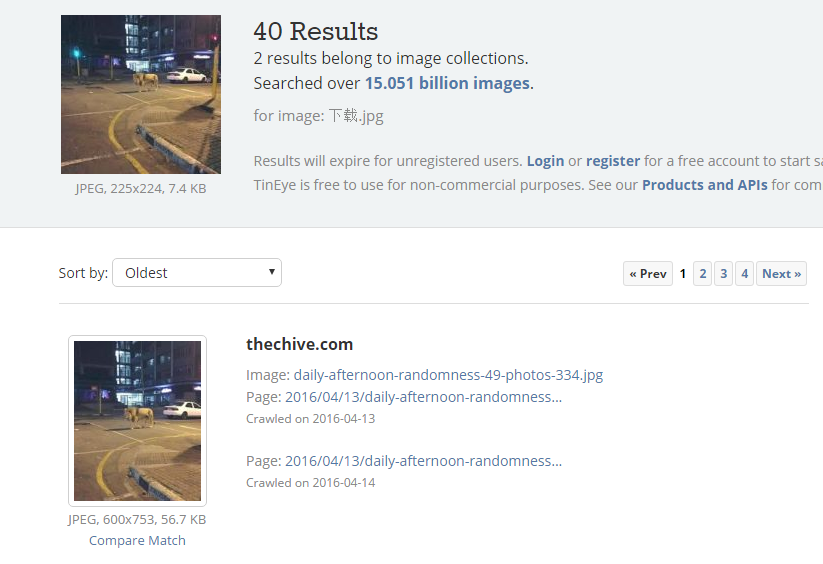 40 Results
2 results belong to image collections.
Searched over 15.051 billion images.
for image: 下载.jpg
JPEG, 225x224, 7.4 KB
Results will expire for unregistered users. Login or register for a free account to start sa
TinEye is free to use for non-commercial purposes. See our Products and APIs for com
Sort by: Oldest
« Prev 1 2 3 4 Next »
thechive.com
Image: daily-afternoon-randomness-49-photos-334.jpg
Page: 2016/04/13/daily-afternoon-randomness...
Crawled on 2016-04-13
Page: 2016/04/13/daily-afternoon-randomness...
Crawled on 2016-04-14
JPEG, 600x753, 56.7 KB
Compare Match